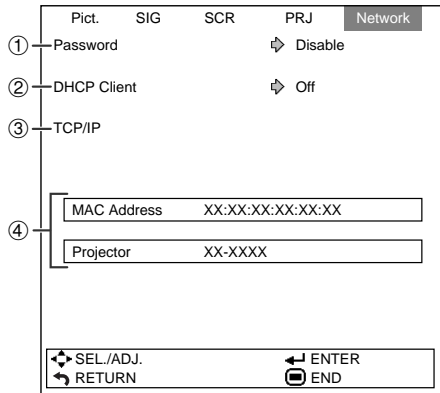 Pict. SIG SCR PRJ Network
① Password Disable
② DHCP Client Off
③ TCP/IP
④
MAC Address XX:XX:XX:XX:XX:XX
Projector XX-XXXX
SEL./ADJ. ENTER
RETURN END